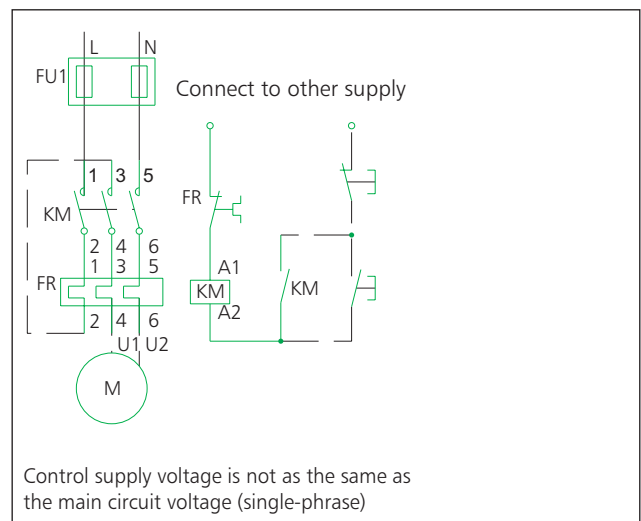 L N
FU1
Connect to other supply
1 3 5
KM
2 4 6
1 3 5
FR
2 4 6
U1 U2
M
FR
A1
KM
A2
KM
Control supply voltage is not as the same as
the main circuit voltage (single-phrase)